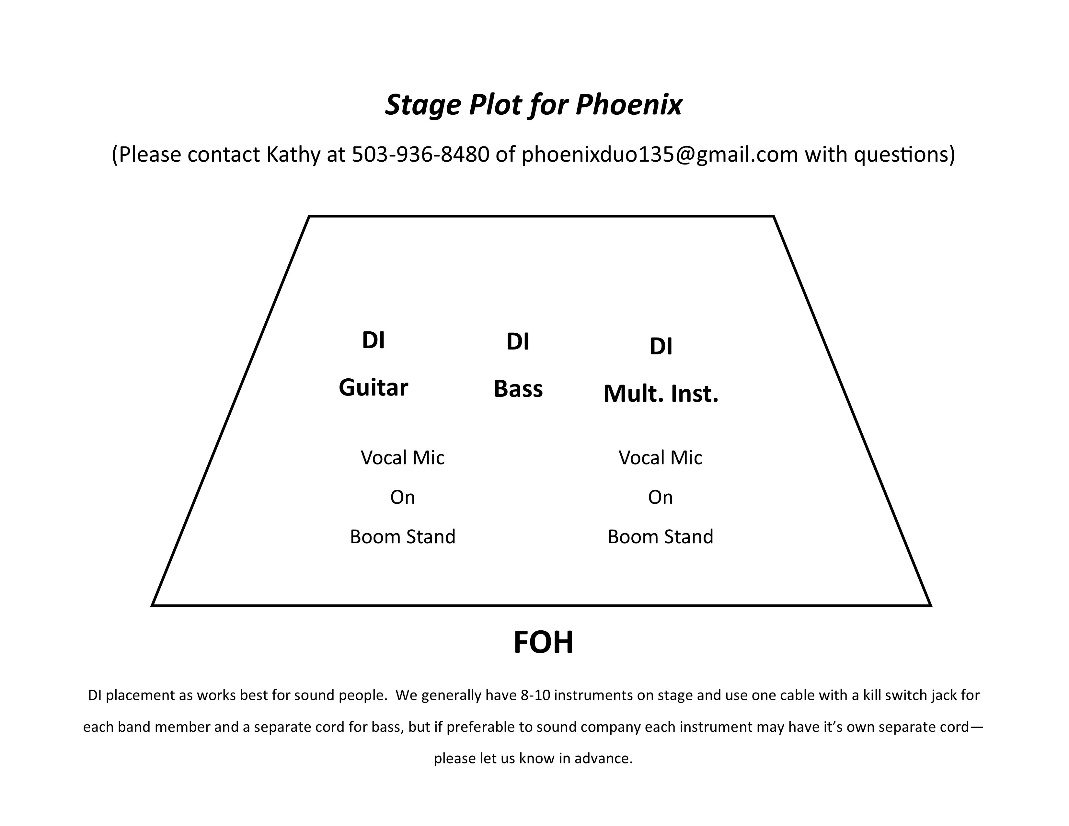 Stage Plot for Phoenix
(Please contact Kathy at 503-936-8480 of phoenixduo135@gmail.com with questions)
DI DI DI
Guitar Bass Mult. Inst.
Vocal Mic Vocal Mic
On On
Boom Stand Boom Stand
FOH
DI placement as works best for sound people.  We generally have 8-10 instruments on stage and use one cable with a kill switch jack for
each band member and a separate cord for bass, but if preferable to sound company each instrument may have it’s own separate cord—
please let us know in advance.